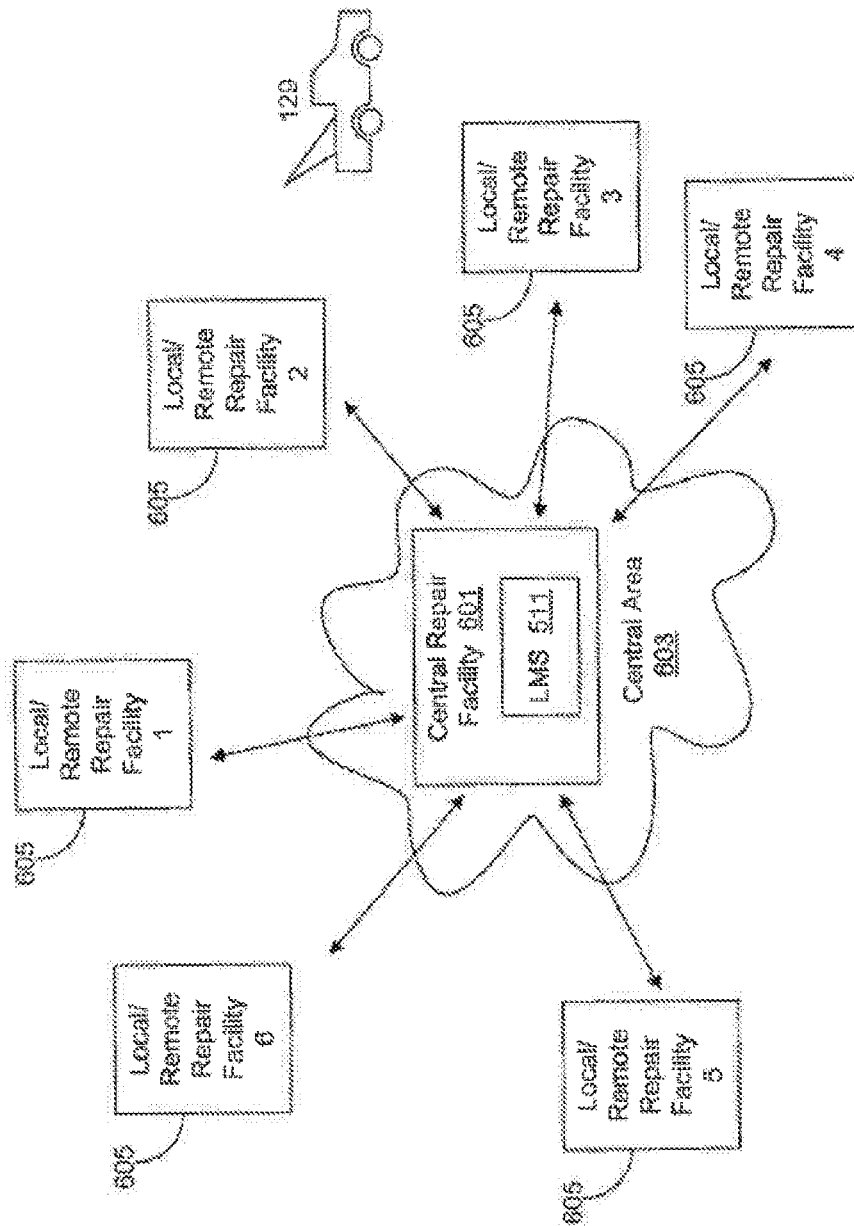 129
605
Local/
Remote
Repair
Facility
1
605
Local/
Remote
Repair
Facility
2
605
Local/
Remote
Repair
Facility
3
605
Local/
Remote
Repair
Facility
4
605
Local/
Remote
Repair
Facility
5
605
Local/
Remote
Repair
Facility
6
Central Repair
Facility 601
LMS 511
Central Area
603